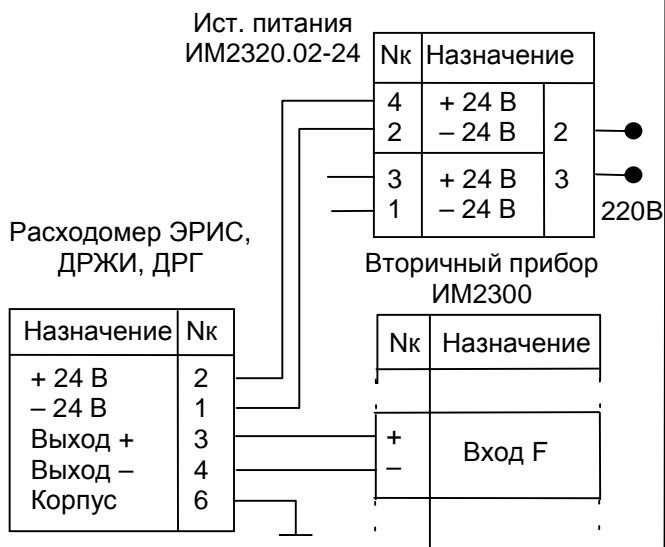 Ист. питания
ИМ2320.02-24
Nк Назначение
4 + 24 В
2 – 24 В 2
3 + 24 В 3
1 – 24 В
220В
Расходомер ЭРИС,
ДРЖИ, ДРГ
Назначение Nк
+ 24 В 2
– 24 В 1
Выход + 3
Выход – 4
Корпус 6
Вторичный прибор
ИМ2300
Nк Назначение
+
–
Вход F